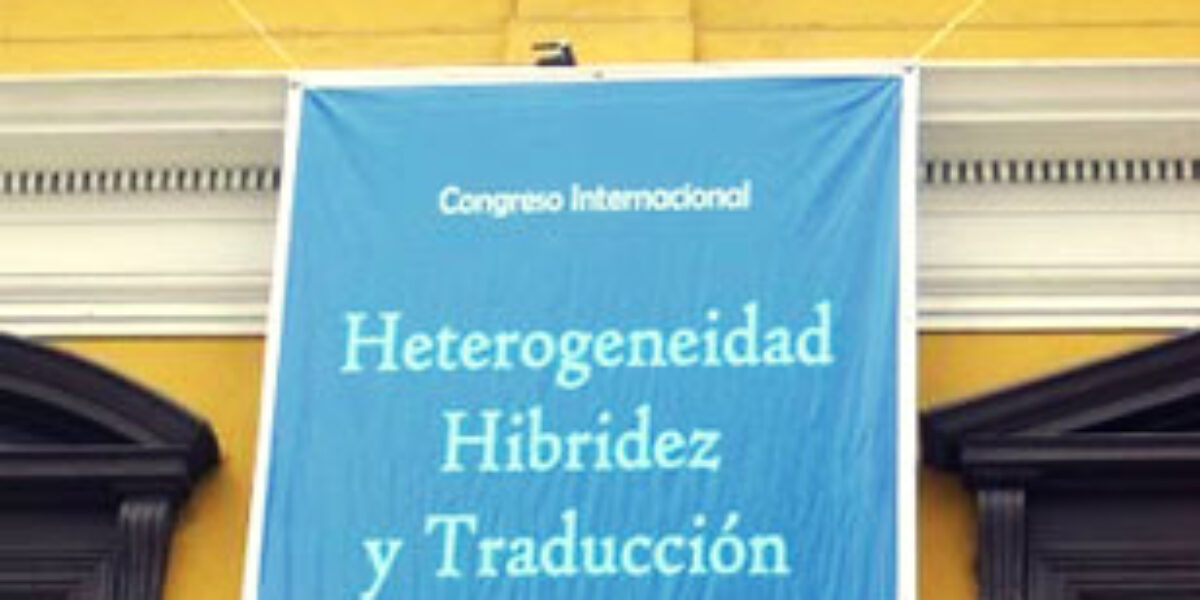 Congreso Internacional
Heterogeneidad
Hibridez
y Traducción